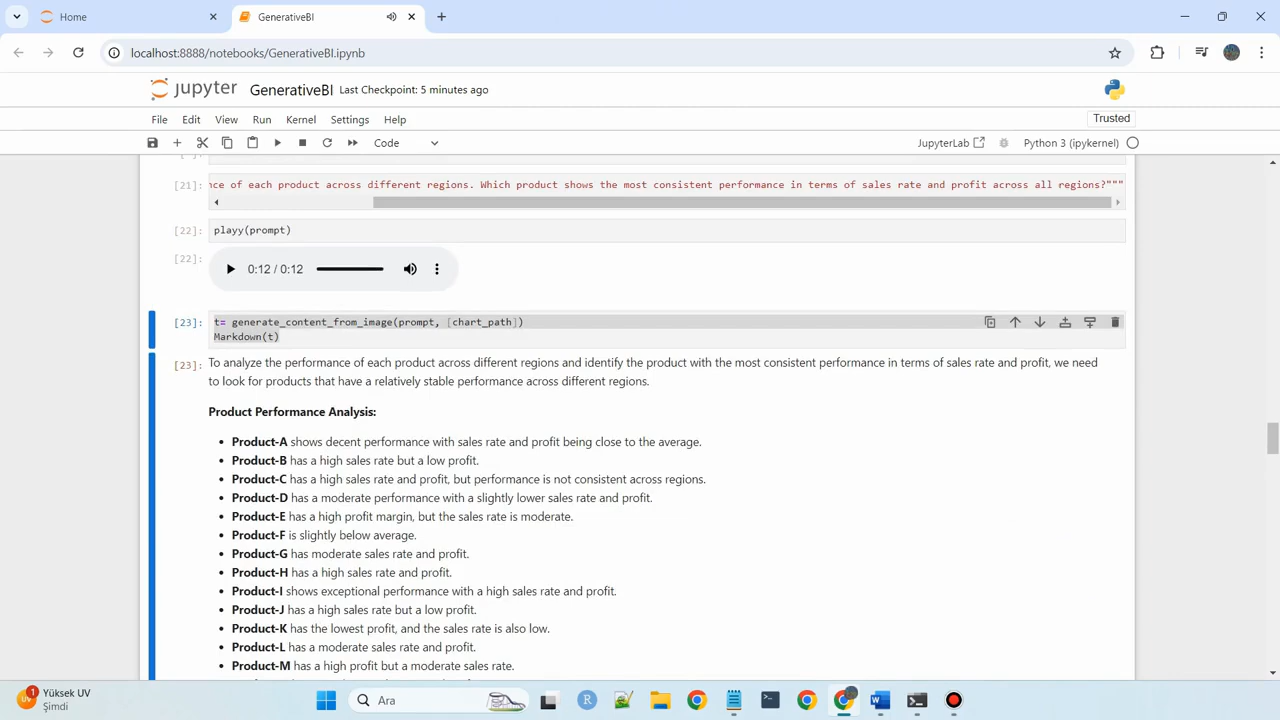 Home
GenerativeBI
localhost:8888/notebooks/GenerativeBI.ipynb
jupyter GenerativeBI Last Checkpoint: 5 minutes ago
File Edit View Run Kernel Settings Help
Trusted
Code
JupyterLab
Python 3 (ipykernel)
[21]: nce of each product across different regions. Which product shows the most consistent performance in terms of sales rate and profit across all regions?"""
[22]: playy(prompt)
[22]:
0:12 / 0:12
[23]: t= generate_content_from_image(prompt, [chart_path])
Markdown(t)
[23]: To analyze the performance of each product across different regions and identify the product with the most consistent performance in terms of sales rate and profit, we need
to look for products that have a relatively stable performance across different regions.
Product Performance Analysis:
• Product-A shows decent performance with sales rate and profit being close to the average.
• Product-B has a high sales rate but a low profit.
• Product-C has a high sales rate and profit, but performance is not consistent across regions.
• Product-D has a moderate performance with a slightly lower sales rate and profit.
• Product-E has a high profit margin, but the sales rate is moderate.
• Product-F is slightly below average.
• Product-G has moderate sales rate and profit.
• Product-H has a high sales rate and profit.
• Product-I shows exceptional performance with a high sales rate and profit.
• Product-J has a high sales rate but a low profit.
• Product-K has the lowest profit, and the sales rate is also low.
• Product-L has a moderate sales rate and profit.
• Product-M has a high profit but a moderate sales rate.
1
Yüksek UV
Şimdi
Ara